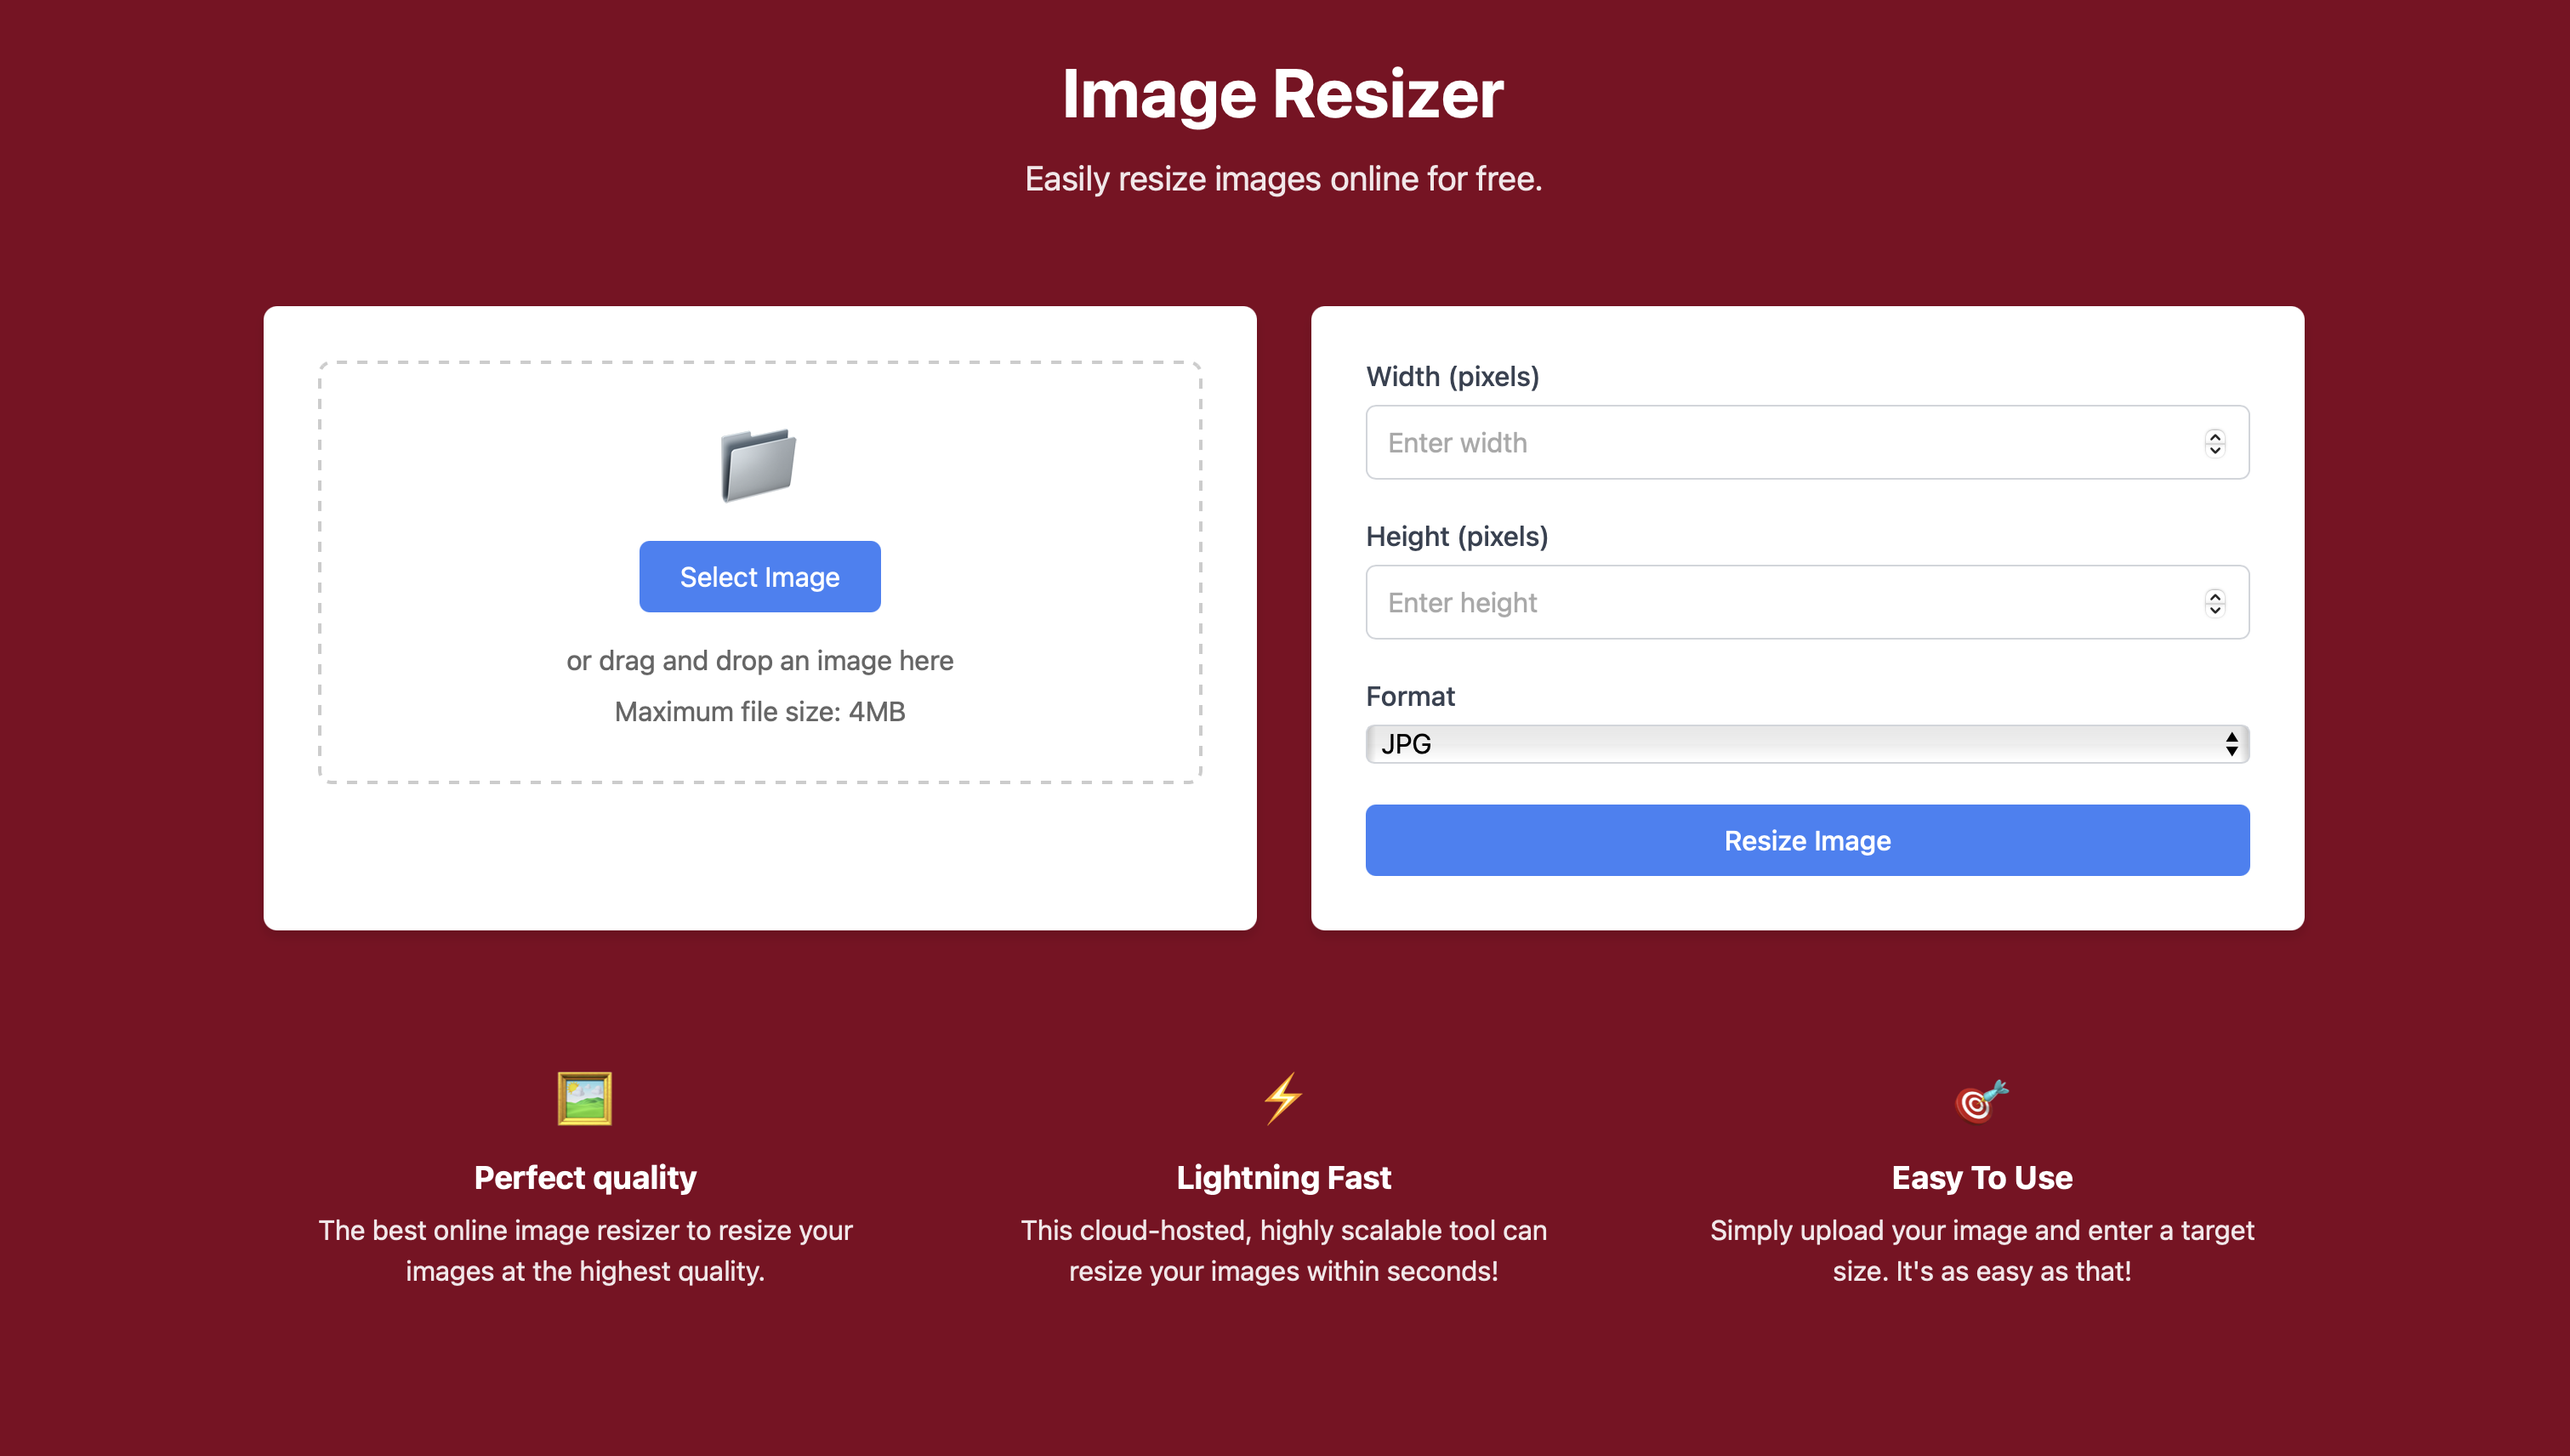 Image Resizer
Easily resize images online for free.
Select Image
or drag and drop an image here
Maximum file size: 4MB
Width (pixels)
Enter width
Height (pixels)
Enter height
Format
JPG
Resize Image
Perfect quality
The best online image resizer to resize your
images at the highest quality.
Lightning Fast
This cloud-hosted, highly scalable tool can
resize your images within seconds!
Easy To Use
Simply upload your image and enter a target
size. It's as easy as that!